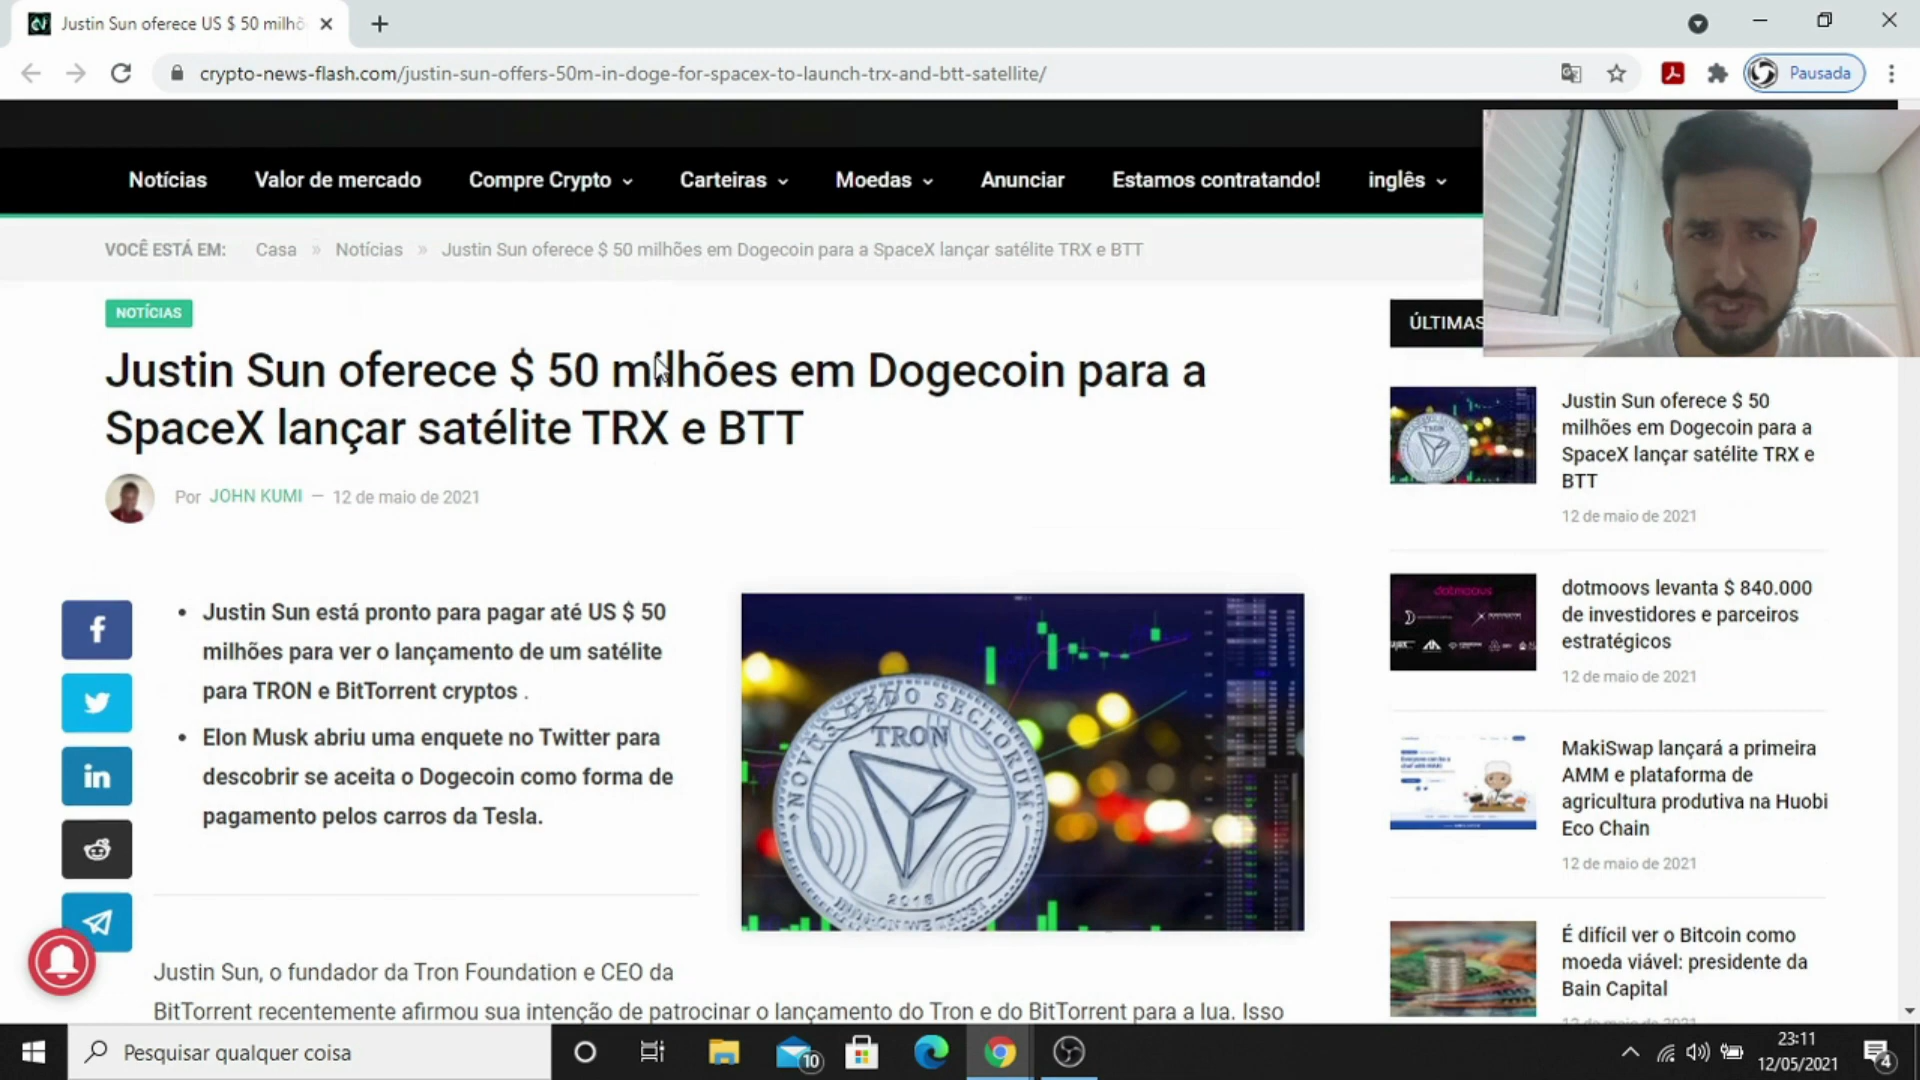 Justin Sun oferece US $ 50 milhõ
crypto-news-flash.com/justin-sun-offers-50m-in-doge-for-spacex-to-launch-trx-and-btt-satellite/
Pausada
Notícias
Valor de mercado
Compre Crypto
Carteiras
Moedas
Anunciar
Estamos contratando!
inglês
VOCÊ ESTÁ EM: Casa » Notícias » Justin Sun oferece $ 50 milhões em Dogecoin para a SpaceX lançar satélite TRX e BTT
NOTÍCIAS
Justin Sun oferece $ 50 milhões em Dogecoin para a
SpaceX lançar satélite TRX e BTT
Por JOHN KUMI — 12 de maio de 2021
• Justin Sun está pronto para pagar até US $ 50
milhões para ver o lançamento de um satélite
para TRON e BitTorrent cryptos .
• Elon Musk abriu uma enquete no Twitter para
descobrir se aceita o Dogecoin como forma de
pagamento pelos carros da Tesla.
TRON
2018
Justin Sun, o fundador da Tron Foundation e CEO da
BitTorrent recentemente afirmou sua intenção de patrocinar o lançamento do Tron e do BitTorrent para a lua. Isso
ÚLTIMAS
Justin Sun oferece $ 50
milhões em Dogecoin para a
SpaceX lançar satélite TRX e
BTT
12 de maio de 2021
dotmoovs
dotmoovs levanta $ 840.000
de investidores e parceiros
estratégicos
12 de maio de 2021
MakiSwap lançará a primeira
AMM e plataforma de
agricultura produtiva na Huobi
Eco Chain
12 de maio de 2021
É difícil ver o Bitcoin como
moeda viável: presidente da
Bain Capital
12 de maio de 2021
Pesquisar qualquer coisa
10
23:11
12/05/2021
4